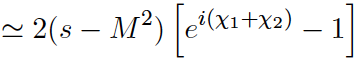 ≃ 2(s − M²) [e^{i(χ₁+χ₂)} − 1]